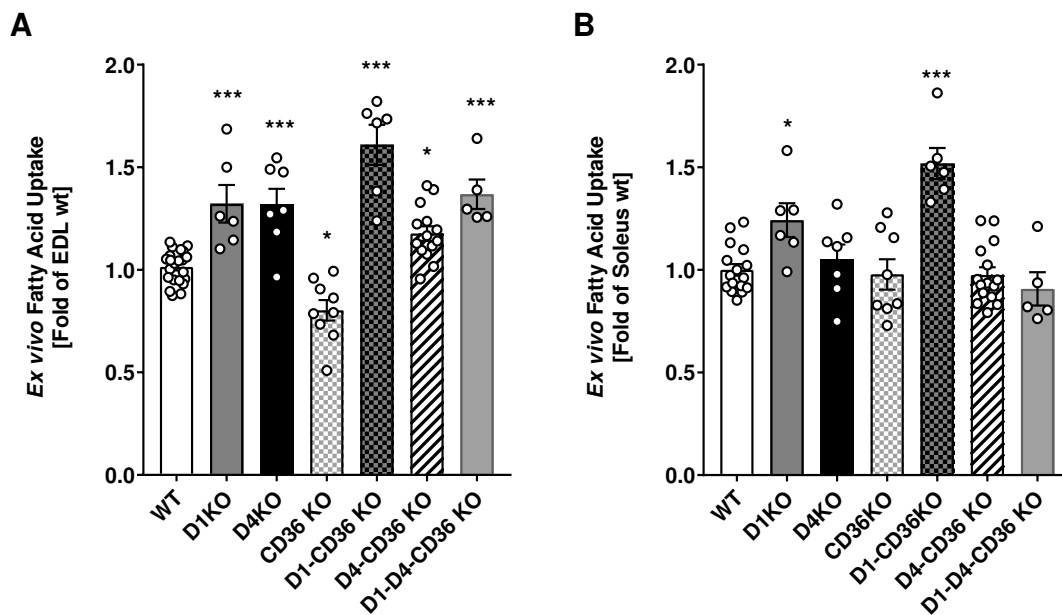 A
Ex vivo Fatty Acid Uptake
[Fold of EDL wt]
2.0
1.5
1.0
0.5
0.0
***
***
*
***
*
***
WT
D1KO
D4KO
CD36 KO
D1-CD36 KO
D4-CD36 KO
D1-D4-CD36 KO
B
Ex vivo Fatty Acid Uptake
[Fold of Soleus wt]
2.0
1.5
1.0
0.5
0.0
*
***
WT
D1KO
D4KO
CD36KO
D1-CD36KO
D4-CD36 KO
D1-D4-CD36 KO